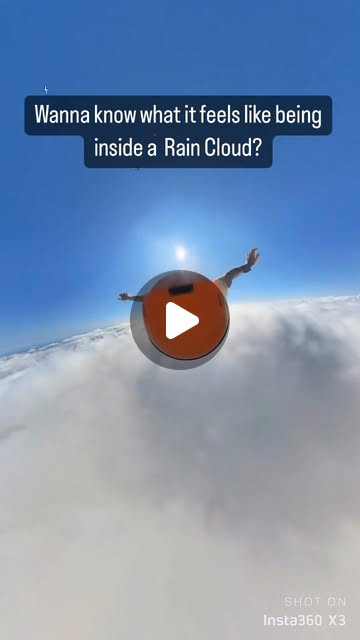 Wanna know what it feels like being
inside a Rain Cloud?
SHOT ON
Insta360 X3